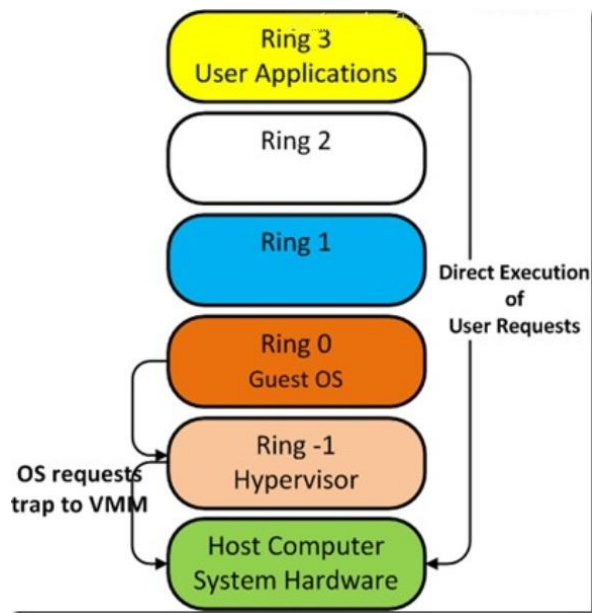 Ring 3
User Applications
Ring 2
Ring 1
Direct Execution
of
User Requests
Ring 0
Guest OS
Ring -1
Hypervisor
OS requests
trap to VMM
Host Computer
System Hardware